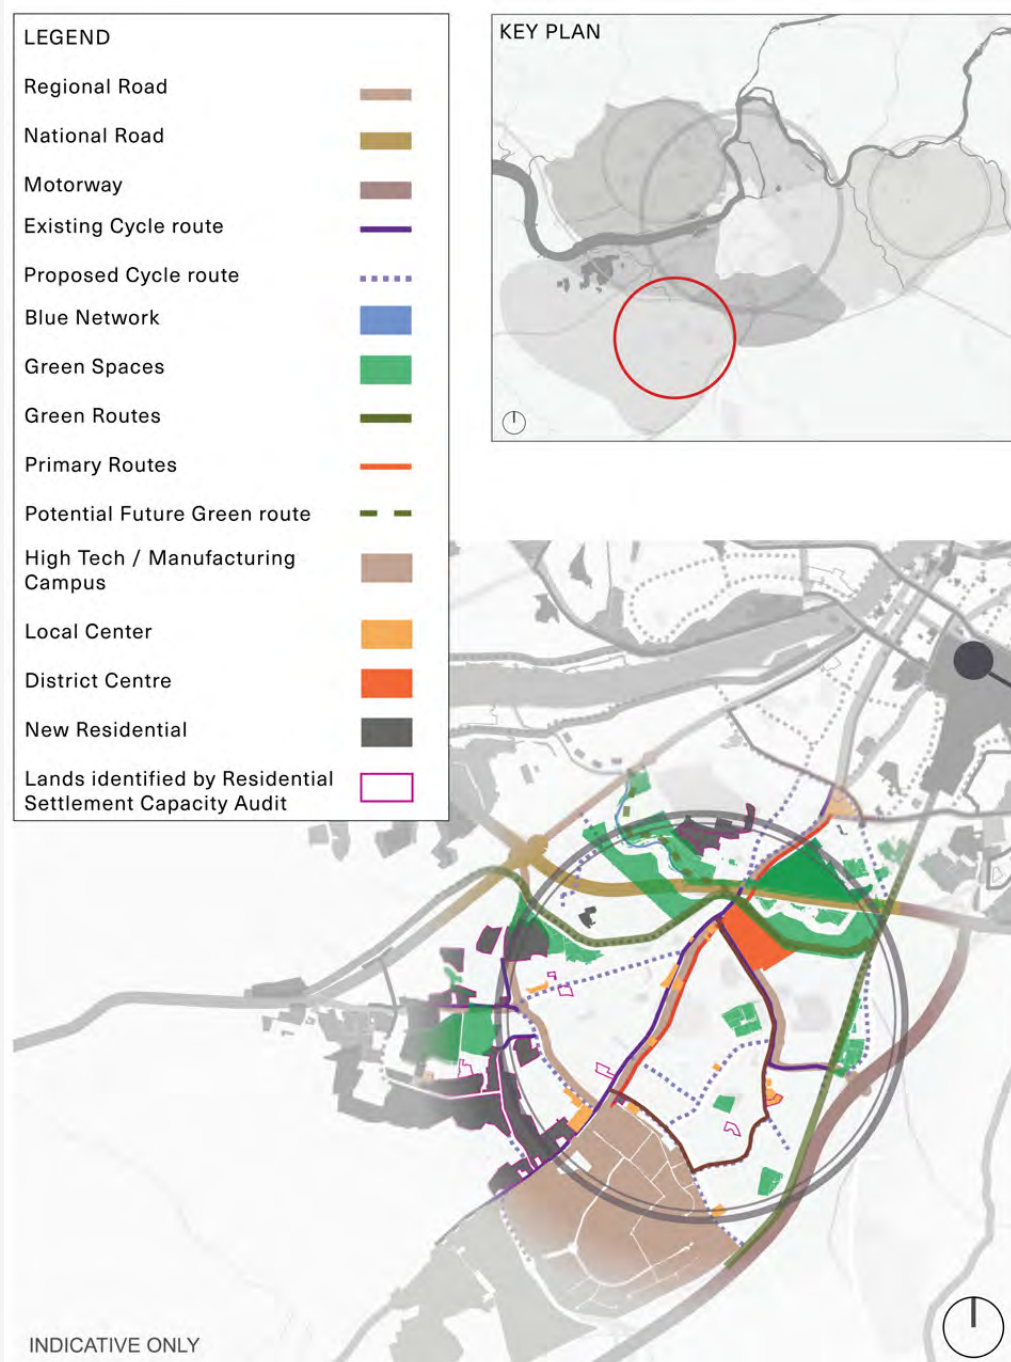 LEGEND
Regional Road
National Road
Motorway
Existing Cycle route
Proposed Cycle route
Blue Network
Green Spaces
Green Routes
Primary Routes
Potential Future Green route
High Tech / Manufacturing
Campus
Local Center
District Centre
New Residential
Lands identified by Residential
Settlement Capacity Audit
KEY PLAN
INDICATIVE ONLY